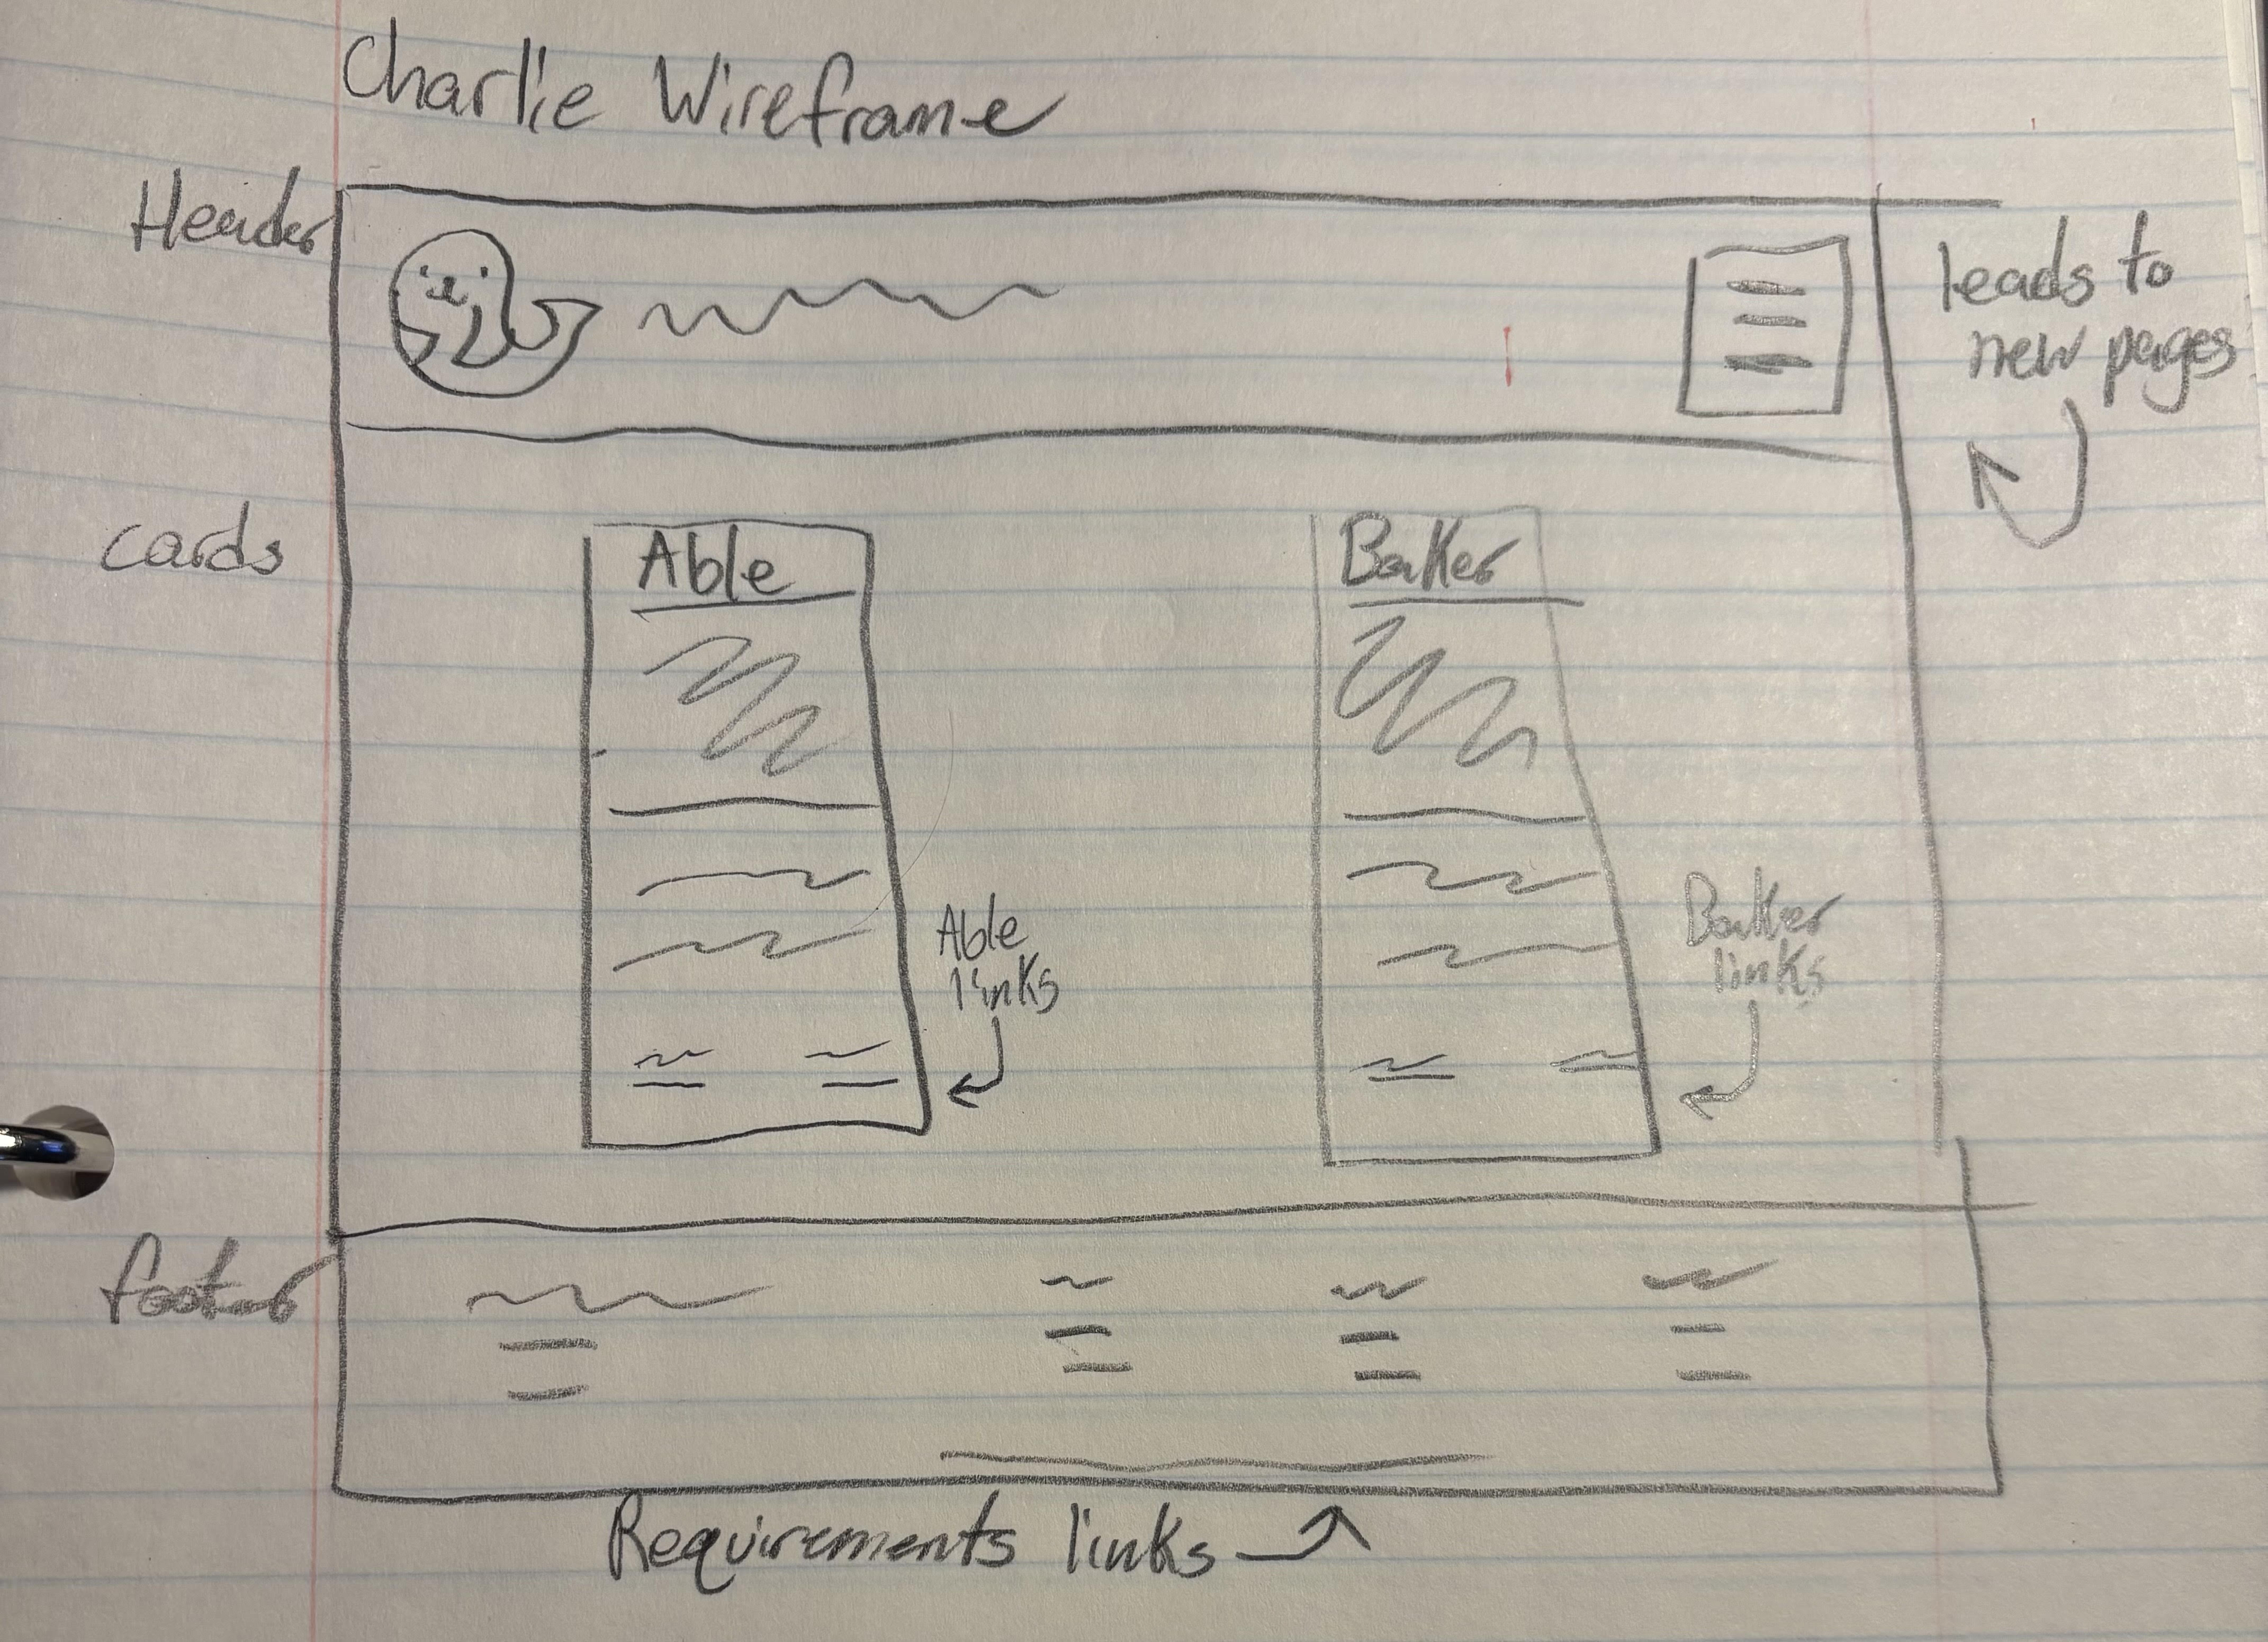 Charlie Wireframe
Header
leads to
new pages
cards
Able
Baker
Able
links
Baker
links
footer
Requirements links